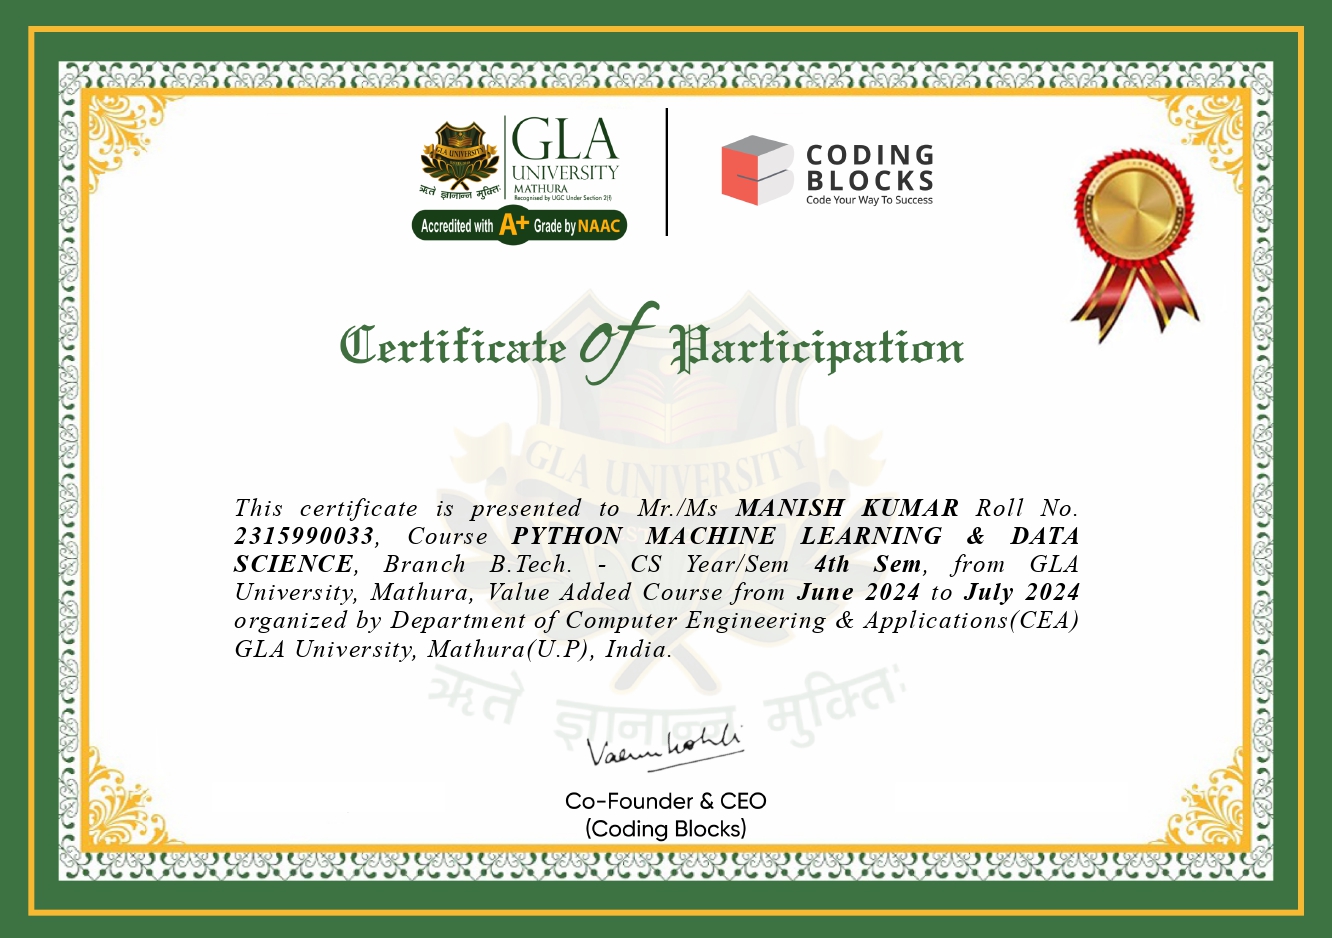 GLA UNIVERSITY
ऋते ज्ञानान्न मुक्तिः
GLA
UNIVERSITY
MATHURA
Recognised by UGC Under Section 2(f)
Accredited with A+ Grade by NAAC
CODING
BLOCKS
Code Your Way To Success
Certificate of Participation
GLA UNIVERSITY
This certificate is presented to Mr./Ms MANISH KUMAR Roll No.
2315990033, Course PYTHON MACHINE LEARNING & DATA
SCIENCE, Branch B.Tech. - CS Year/Sem 4th Sem, from GLA
University, Mathura, Value Added Course from June 2024 to July 2024
organized by Department of Computer Engineering & Applications(CEA)
GLA University, Mathura(U.P), India.
ऋते ज्ञानान्न मुक्तिः
Co-Founder & CEO
(Coding Blocks)